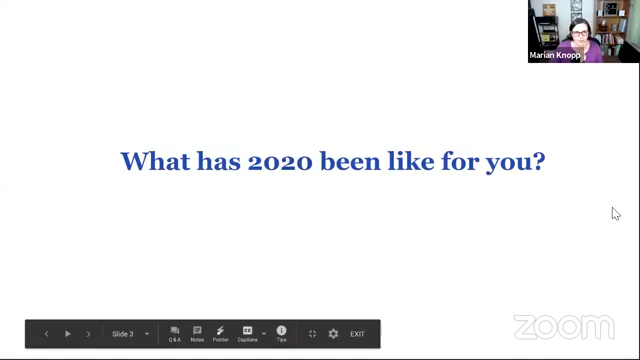 Marian Knopp
What has 2020 been like for you?
Slide 3
Q & A
Notes
Pointer
Captions
Tips
EXIT
zoom